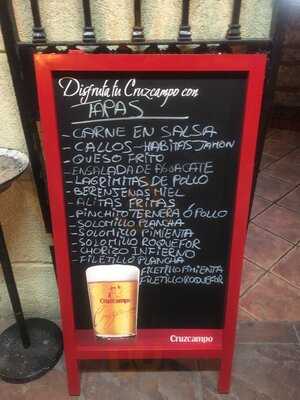 Disfruta tu Cruzcampo con
TAPAS
- CARNE EN SALSA
- CALLOS - HABITAS JAMON
- QUESO FRITO
- ENSALADA DE AGUACATE
- LAGRIMITAS DE POLLO
- BERENJENAS MIEL
- ALITAS FRITAS
- PINCHITO TERNERA Ó POLLO
- SOLOMILLO PLANCHA
- SOLOMILLO PIMIENTA
- SOLOMILLO ROQUEFOR
- CHORIZO INFIERNO
- FILETILLO PLANCHA
FILETILLO PIMIENTA
FILETILLO ROQUEFOR
Cruzcampo
Cruzcampo
Cruzcampo